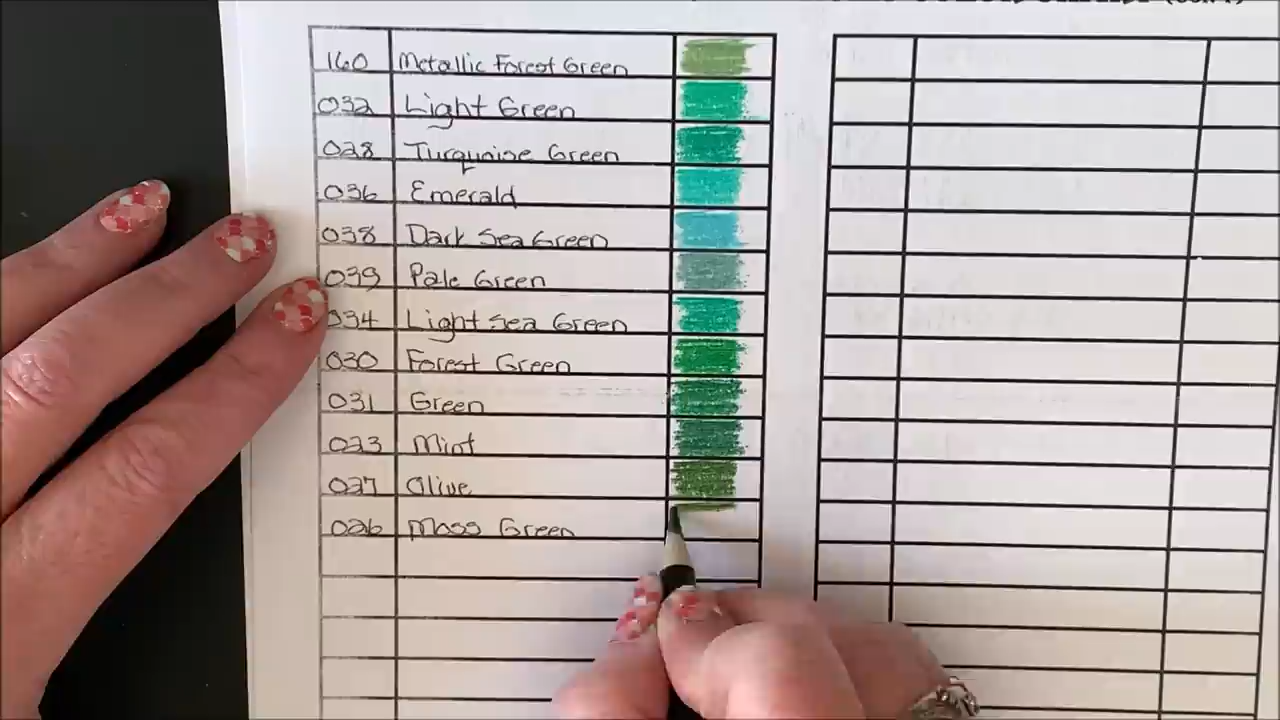 160 Metallic Forest Green
032 Light Green
028 Turquoise Green
036 Emerald
038 Dark Sea Green
039 Pale Green
034 Light Sea Green
030 Forest Green
031 Green
023 Mint
027 Olive
026 Moss Green